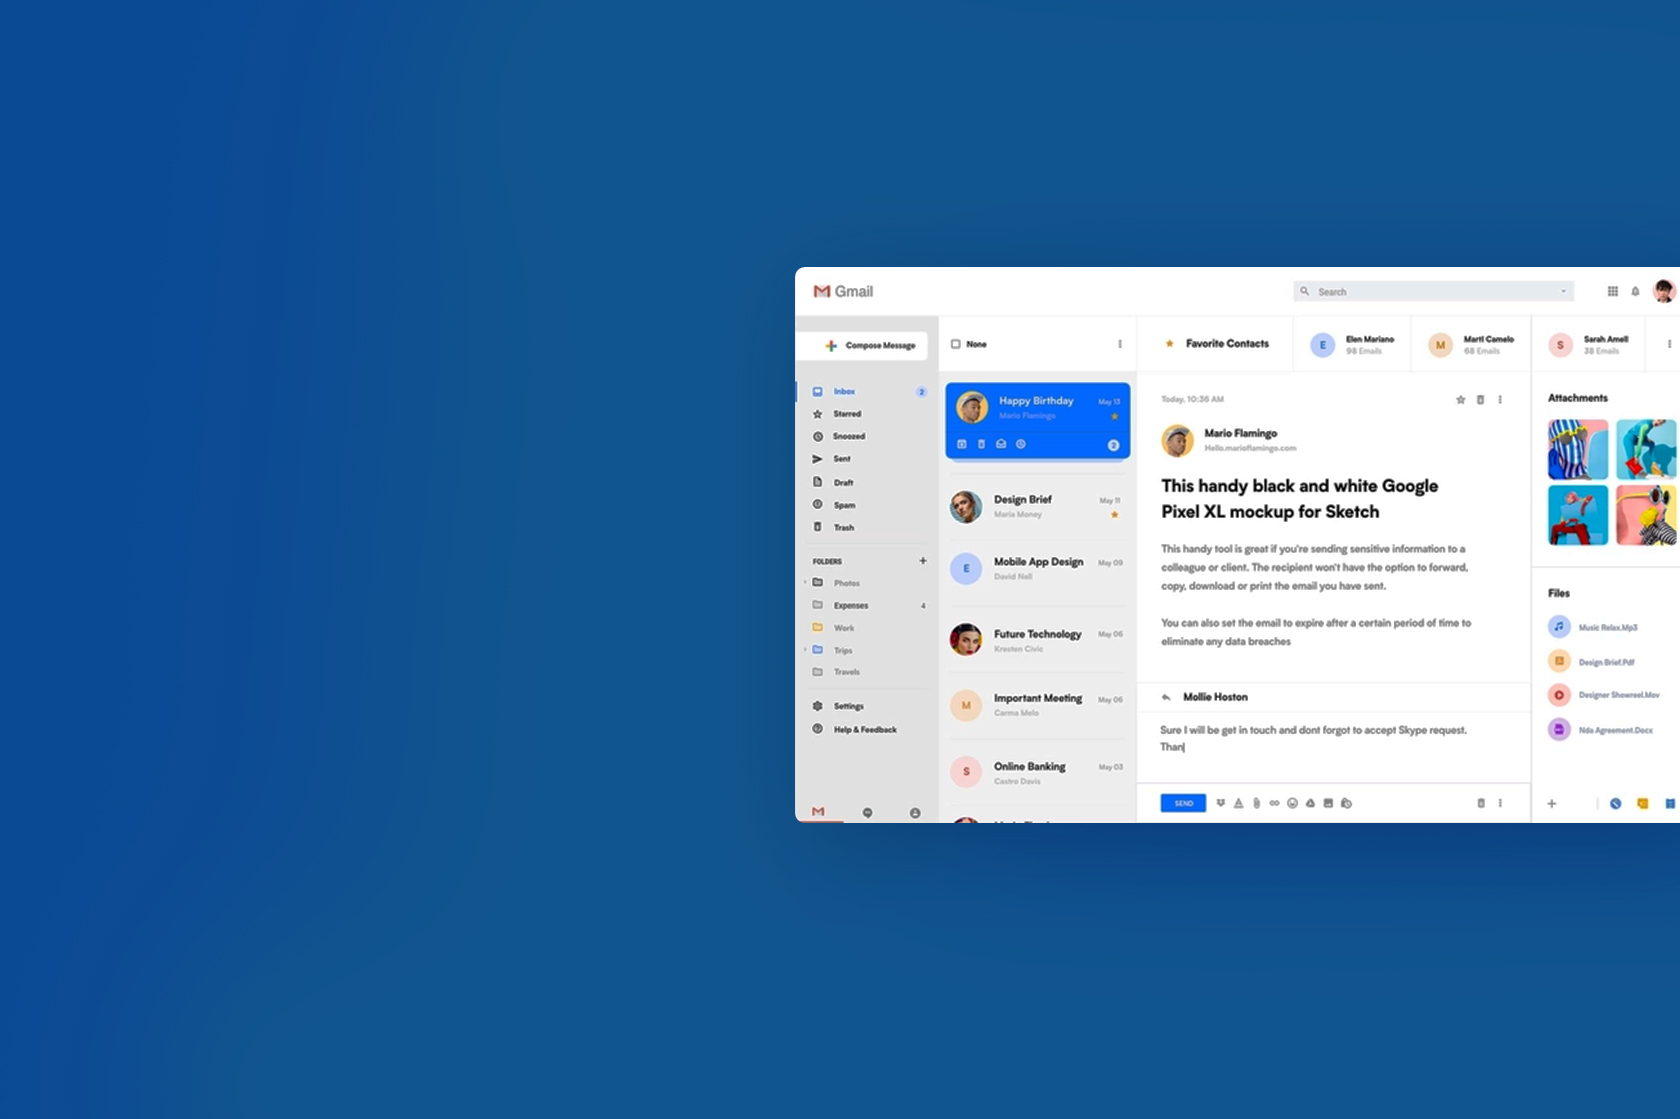 Gmail
Search
Compose Message
Inbox 2
Starred
Snoozed
Sent
Draft
Spam
Trash
FOLDERS +
Photos
Expenses 4
Work
Trips
Travels
Settings
Help & Feedback
None
Happy Birthday May 13
Mario Flamingo
2
Design Brief May 11
Maria Money
E
Mobile App Design May 09
David Nell
Future Technology May 06
Kresten Civic
M
Important Meeting May 06
Carma Mele
S
Online Banking May 03
Castro Davis
Favorite Contacts
E
Elen Mariano
98 Emails
M
Marti Camelo
68 Emails
S
Sarah Amell
38 Emails
Today, 10:36 AM
Mario Flamingo
Hello.marioflamingo.com
This handy black and white Google
Pixel XL mockup for Sketch
This handy tool is great if you're sending sensitive information to a
colleague or client. The recipient won't have the option to forward,
copy, download or print the email you have sent.
You can also set the email to expire after a certain period of time to
eliminate any data breaches
Mollie Hoston
Sure I will be get in touch and dont forgot to accept Skype request.
Than
SEND
Attachments
Files
Music Relax.Mp3
Design Brief.Pdf
Designer Showreel.Mov
Nda Agreement.Docx